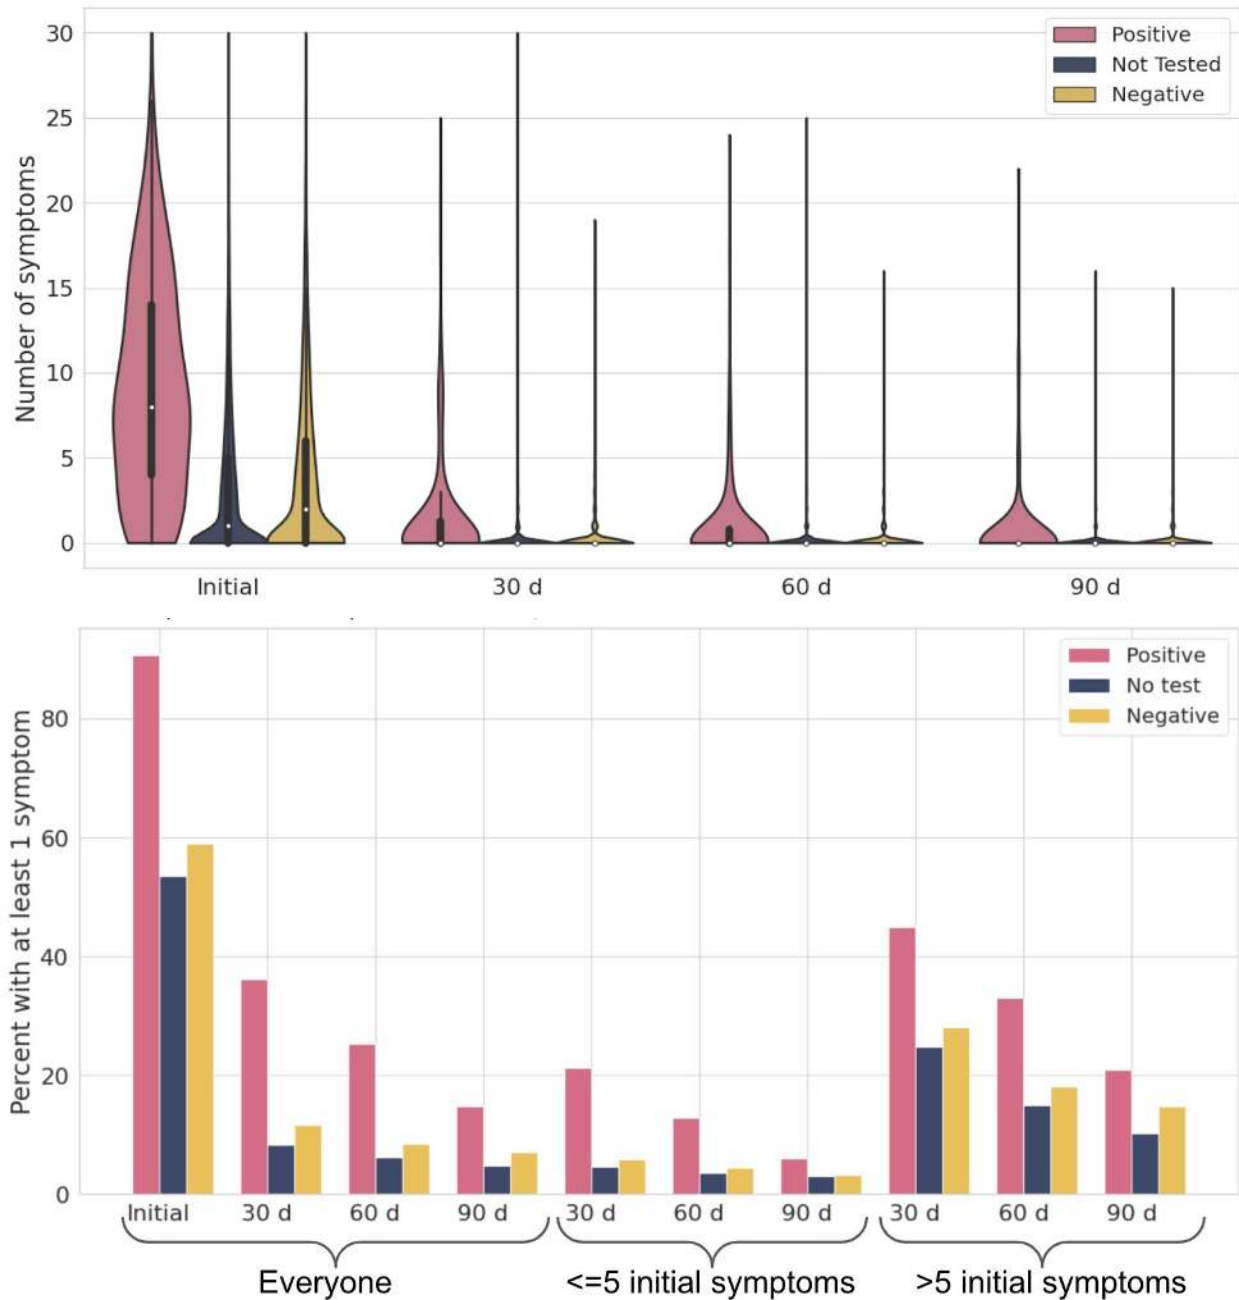 30
25
20
15
10
5
0
Number of symptoms
Positive
Not Tested
Negative
Initial 30 d 60 d 90 d
80
60
40
20
0
Percent with at least 1 symptom
Positive
No test
Negative
Initial 30 d 60 d 90 d 30 d 60 d 90 d 30 d 60 d 90 d
Everyone <=5 initial symptoms >5 initial symptoms